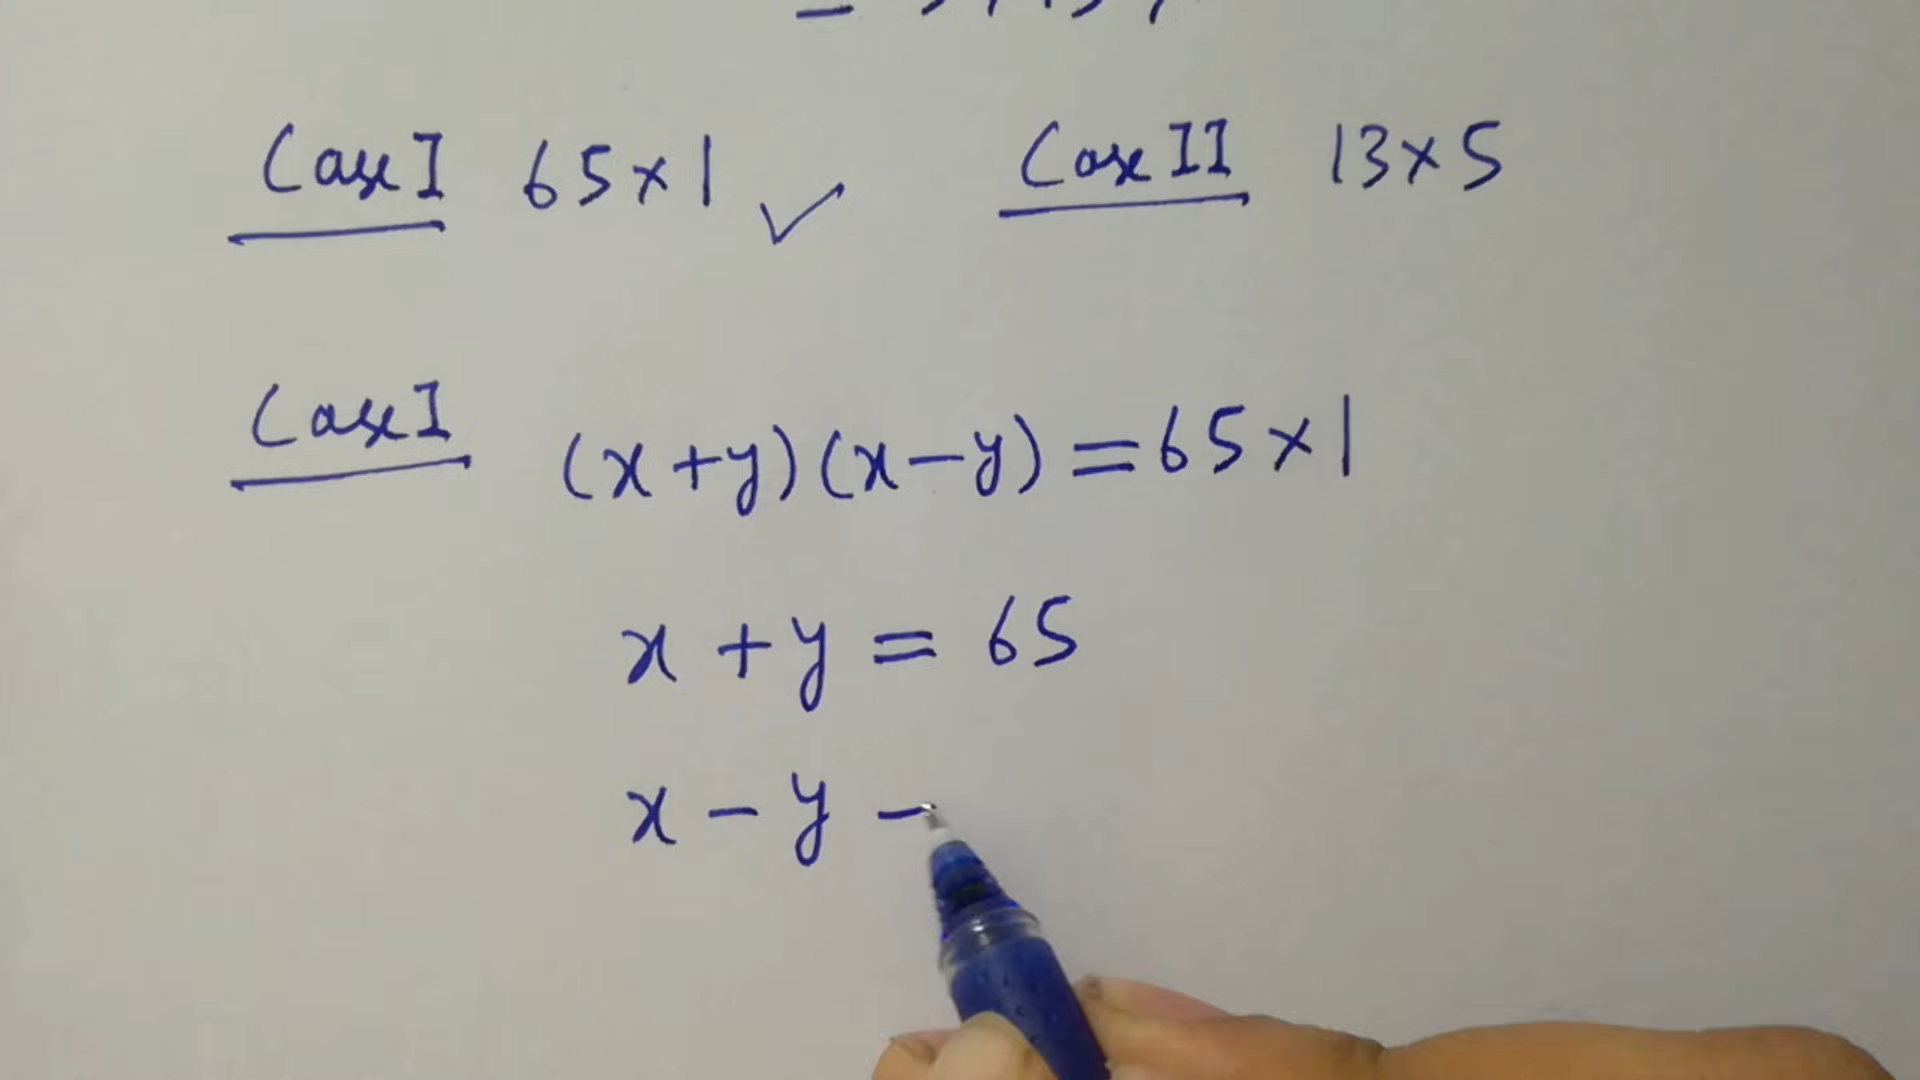 Case I 65×1 ✓ Case II 13×5
Case I (x+y)(x-y)=65×1
x+y=65
x-y-